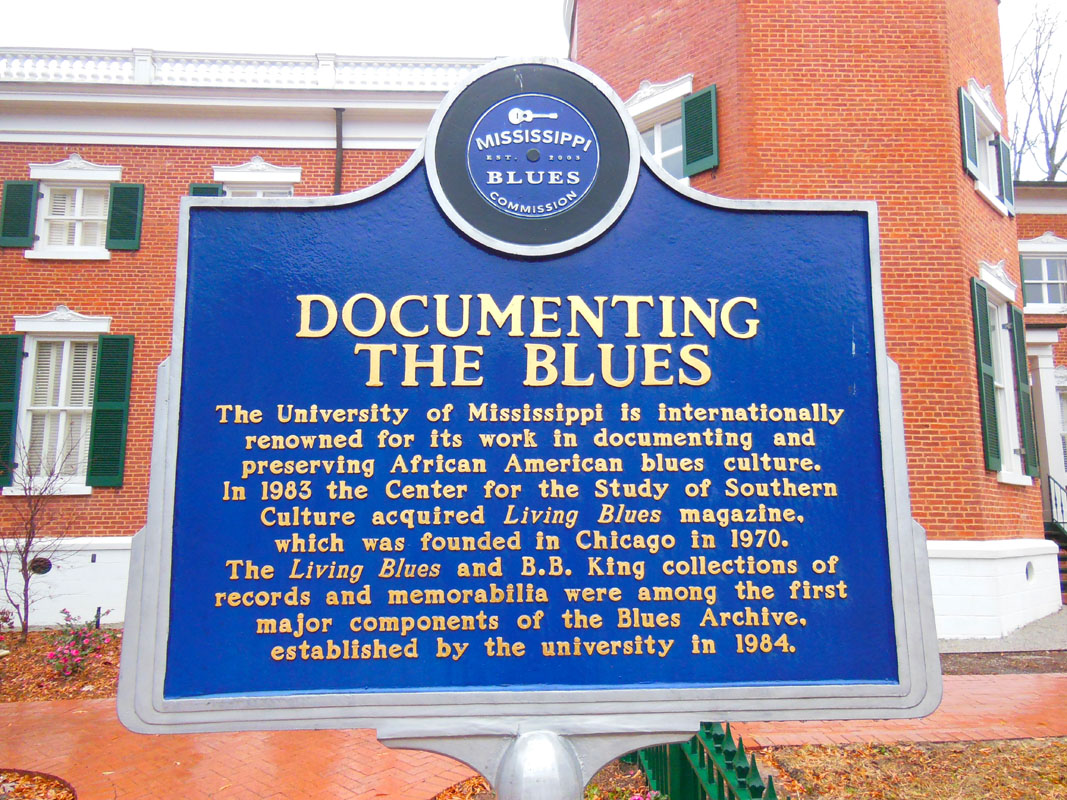 MISSISSIPPI
EST. 2003
BLUES
COMMISSION
DOCUMENTING
THE BLUES
The University of Mississippi is internationally
renowned for its work in documenting and
preserving African American blues culture.
In 1983 the Center for the Study of Southern
Culture acquired Living Blues magazine,
which was founded in Chicago in 1970.
The Living Blues and B.B. King collections of
records and memorabilia were among the first
major components of the Blues Archive,
established by the university in 1984.